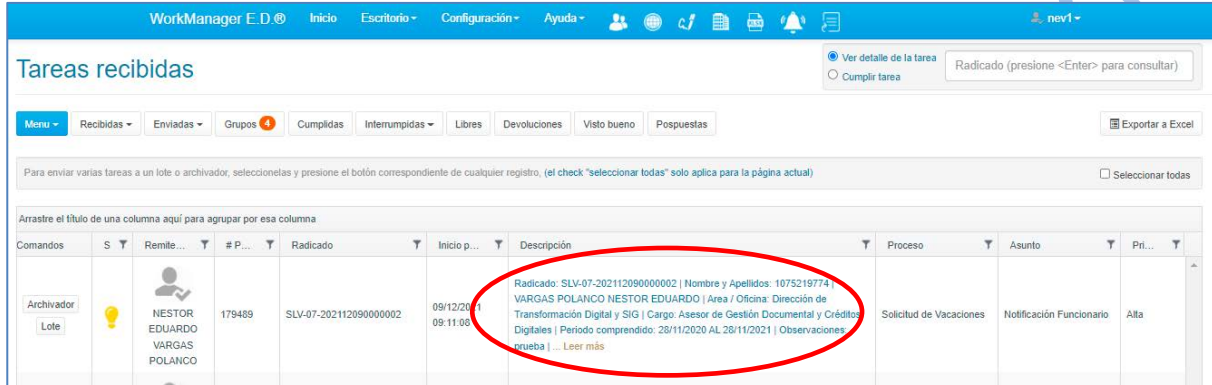 WorkManager E.D.® Inicio Escritorio Configuración Ayuda nev1
Tareas recibidas
Ver detalle de la tarea
Cumplir tarea
Radicado (presione <Enter> para consultar)
Menu Recibidas Enviadas Grupos 4 Cumplidas Interrumpidas Libres Devoluciones Visto bueno Pospuestas Exportar a Excel
Para enviar varias tareas a un lote o archivador, seleccionelas y presione el botón correspondiente de cualquier registro, (el check "seleccionar todas" solo aplica para la página actual) Seleccionar todas
Arrastre el título de una columna aquí para agrupar por esa columna
Comandos S Remite... # P... Radicado Inicio p... Descripción Proceso Asunto Pri...
Archivador
Lote
NESTOR
EDUARDO
VARGAS
POLANCO
179489
SLV-07-202112090000002
09/12/2021
09:11:08
Radicado: SLV-07-202112090000002 | Nombre y Apellidos: 1075219774 |
VARGAS POLANCO NESTOR EDUARDO | Area / Oficina: Dirección de
Transformación Digital y SIG | Cargo: Asesor de Gestión Documental y Créditos
Digitales | Periodo comprendido: 28/11/2020 AL 28/11/2021 | Observaciones:
prueba | ... Leer más
Solicitud de Vacaciones
Notificación Funcionario
Alta